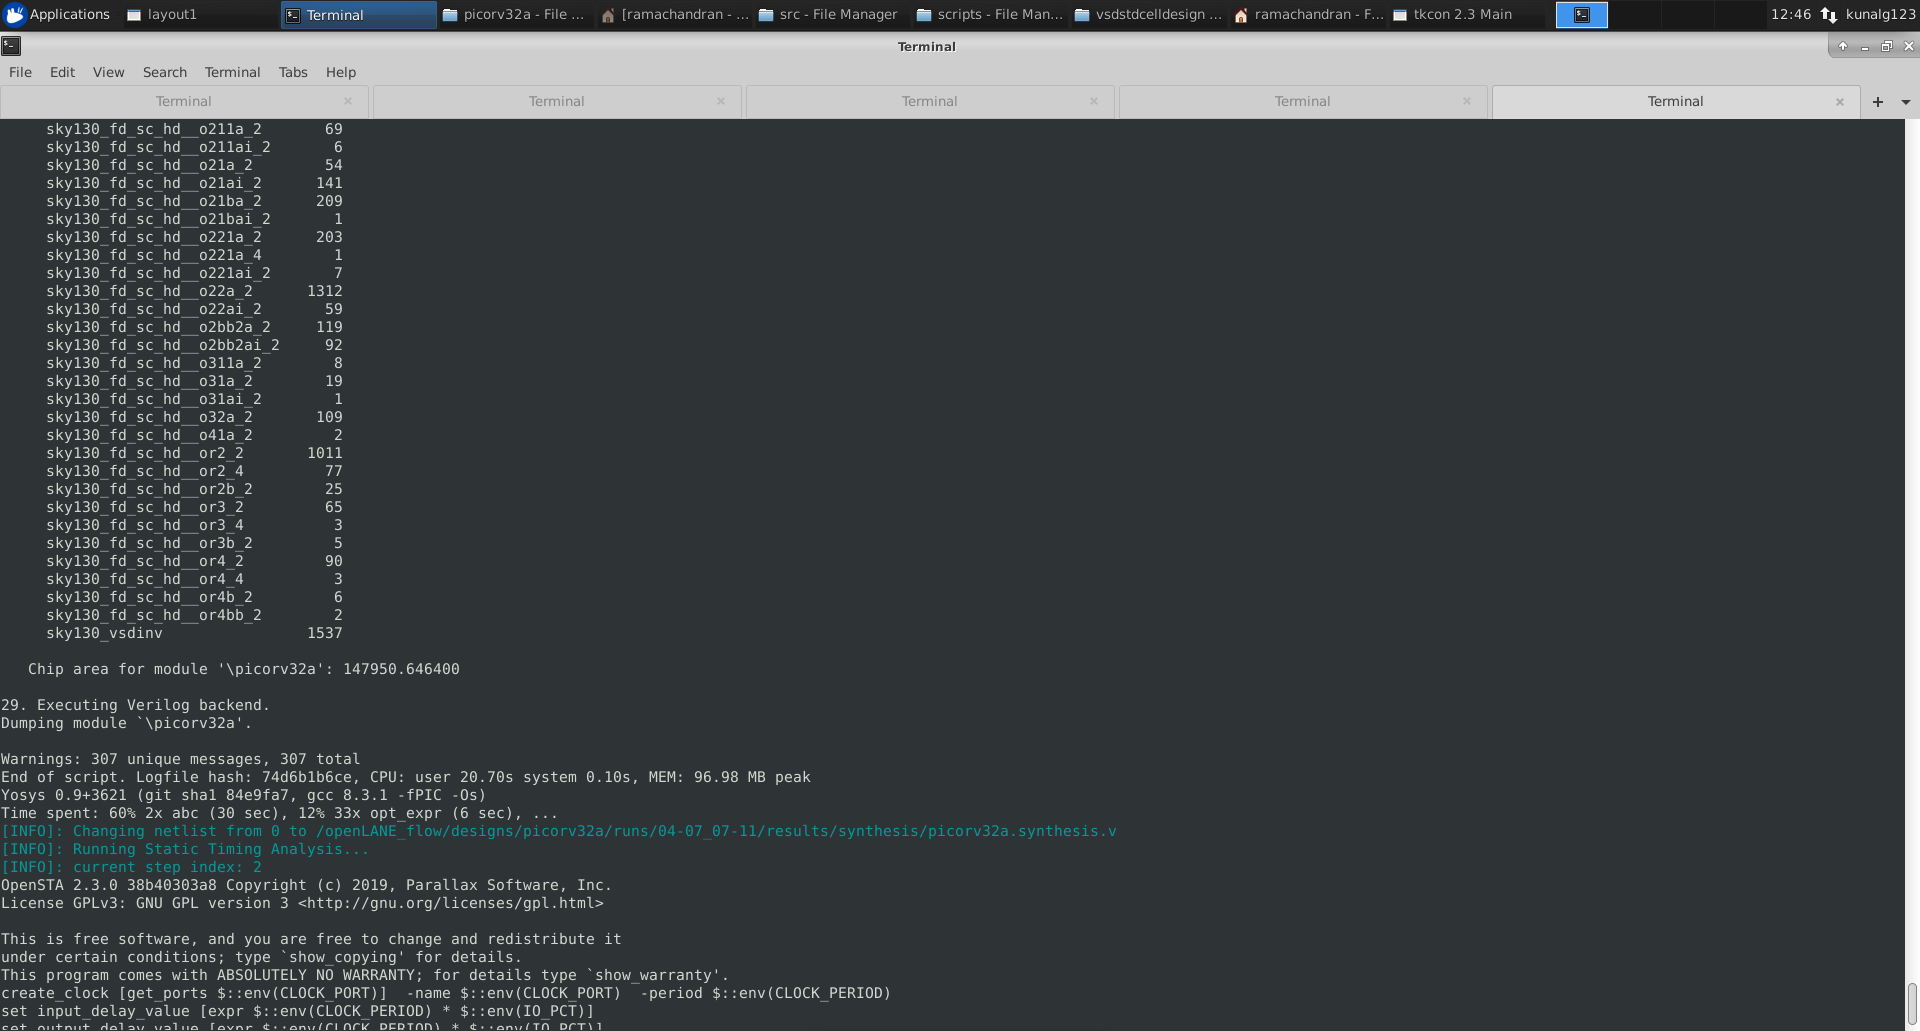 Applications
layout1
Terminal
picorv32a - File ...
[ramachandran - ...
src - File Manager
scripts - File Man...
vsdstdcelldesign ...
ramachandran - F...
tkcon 2.3 Main
12:46
kunalg123
Terminal
File Edit View Search Terminal Tabs Help
Terminal Terminal Terminal Terminal Terminal
sky130_fd_sc_hd__o211a_2 69
sky130_fd_sc_hd__o211ai_2 6
sky130_fd_sc_hd__o21a_2 54
sky130_fd_sc_hd__o21ai_2 141
sky130_fd_sc_hd__o21ba_2 209
sky130_fd_sc_hd__o21bai_2 1
sky130_fd_sc_hd__o221a_2 203
sky130_fd_sc_hd__o221a_4 1
sky130_fd_sc_hd__o221ai_2 7
sky130_fd_sc_hd__o22a_2 1312
sky130_fd_sc_hd__o22ai_2 59
sky130_fd_sc_hd__o2bb2a_2 119
sky130_fd_sc_hd__o2bb2ai_2 92
sky130_fd_sc_hd__o311a_2 8
sky130_fd_sc_hd__o31a_2 19
sky130_fd_sc_hd__o31ai_2 1
sky130_fd_sc_hd__o32a_2 109
sky130_fd_sc_hd__o41a_2 2
sky130_fd_sc_hd__or2_2 1011
sky130_fd_sc_hd__or2_4 77
sky130_fd_sc_hd__or2b_2 25
sky130_fd_sc_hd__or3_2 65
sky130_fd_sc_hd__or3_4 3
sky130_fd_sc_hd__or3b_2 5
sky130_fd_sc_hd__or4_2 90
sky130_fd_sc_hd__or4_4 3
sky130_fd_sc_hd__or4b_2 6
sky130_fd_sc_hd__or4bb_2 2
sky130_vsdinv 1537
Chip area for module '\picorv32a': 147950.646400
29. Executing Verilog backend.
Dumping module `\picorv32a'.
Warnings: 307 unique messages, 307 total
End of script. Logfile hash: 74d6b1b6ce, CPU: user 20.70s system 0.10s, MEM: 96.98 MB peak
Yosys 0.9+3621 (git sha1 84e9fa7, gcc 8.3.1 -fPIC -Os)
Time spent: 60% 2x abc (30 sec), 12% 33x opt_expr (6 sec), ...
[INFO]: Changing netlist from 0 to /openLANE_flow/designs/picorv32a/runs/04-07_07-11/results/synthesis/picorv32a.synthesis.v
[INFO]: Running Static Timing Analysis...
[INFO]: current step index: 2
OpenSTA 2.3.0 38b40303a8 Copyright (c) 2019, Parallax Software, Inc.
License GPLv3: GNU GPL version 3 <http://gnu.org/licenses/gpl.html>
This is free software, and you are free to change and redistribute it
under certain conditions; type `show_copying' for details.
This program comes with ABSOLUTELY NO WARRANTY; for details type `show_warranty'.
create_clock [get_ports $::env(CLOCK_PORT)]  -name $::env(CLOCK_PORT)  -period $::env(CLOCK_PERIOD)
set input_delay_value [expr $::env(CLOCK_PERIOD) * $::env(IO_PCT)]
set output_delay_value [expr $::env(CLOCK_PERIOD) * $::env(IO_PCT)]